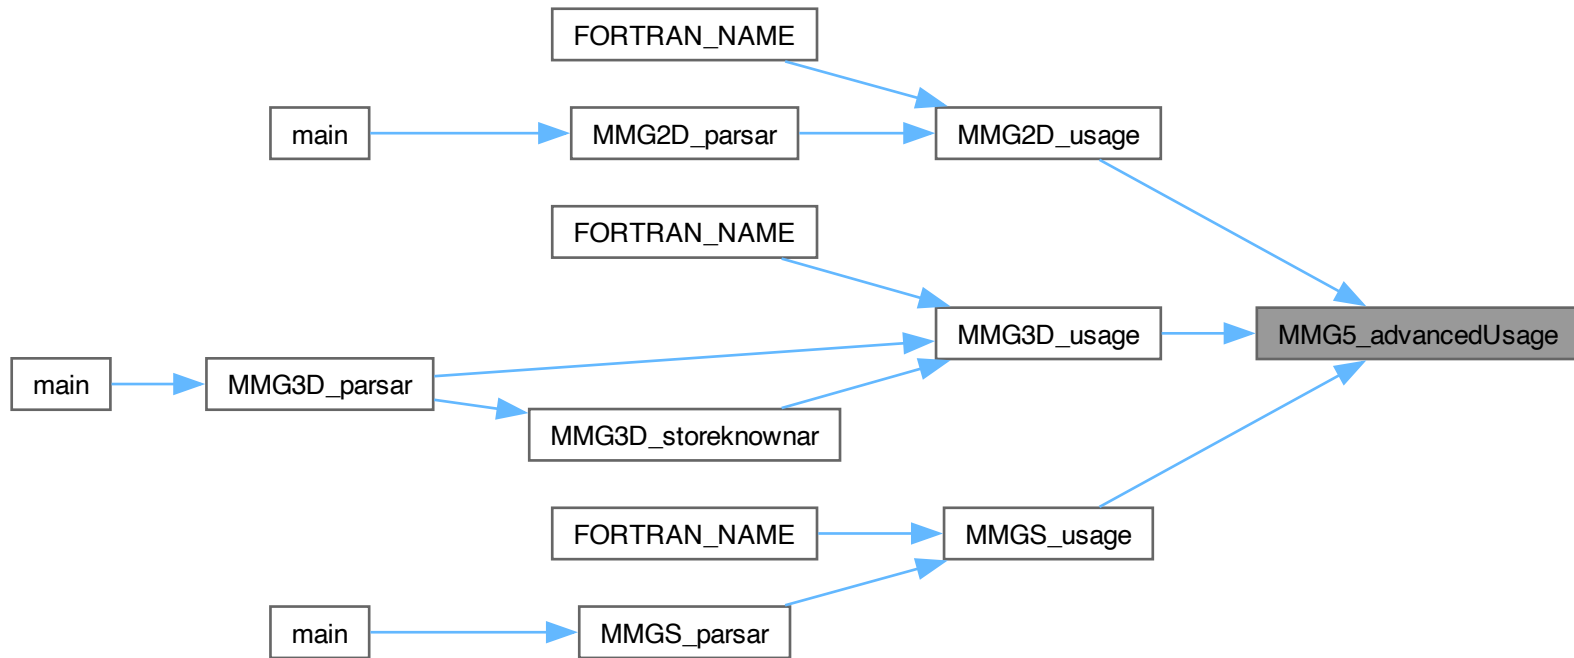 FORTRAN_NAME
main
MMG2D_parsar
MMG2D_usage
FORTRAN_NAME
MMG3D_usage
MMG5_advancedUsage
main
MMG3D_parsar
MMG3D_storeknownar
FORTRAN_NAME
MMGS_usage
main
MMGS_parsar